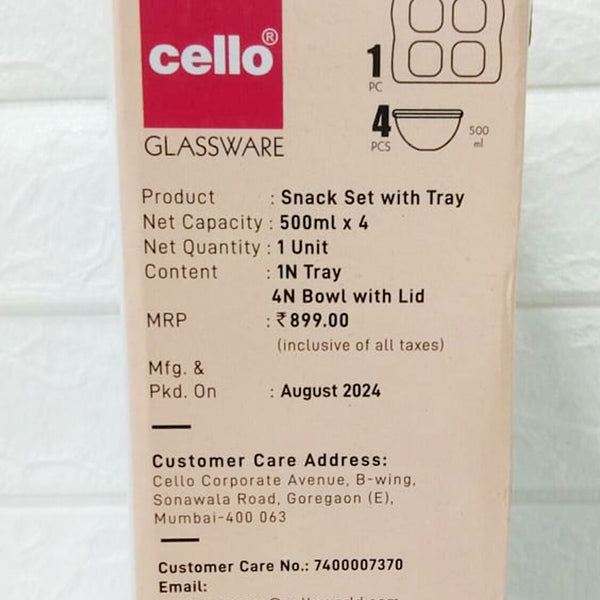 cello®
GLASSWARE
1
PC
4
PCS
500
ml
Product : Snack Set with Tray
Net Capacity : 500ml x 4
Net Quantity : 1 Unit
Content : 1N Tray
4N Bowl with Lid
MRP : ₹899.00
(inclusive of all taxes)
Mfg. &
Pkd. On : August 2024
Customer Care Address:
Cello Corporate Avenue, B-wing,
Sonawala Road, Goregaon (E),
Mumbai-400 063
Customer Care No.: 7400007370
Email: